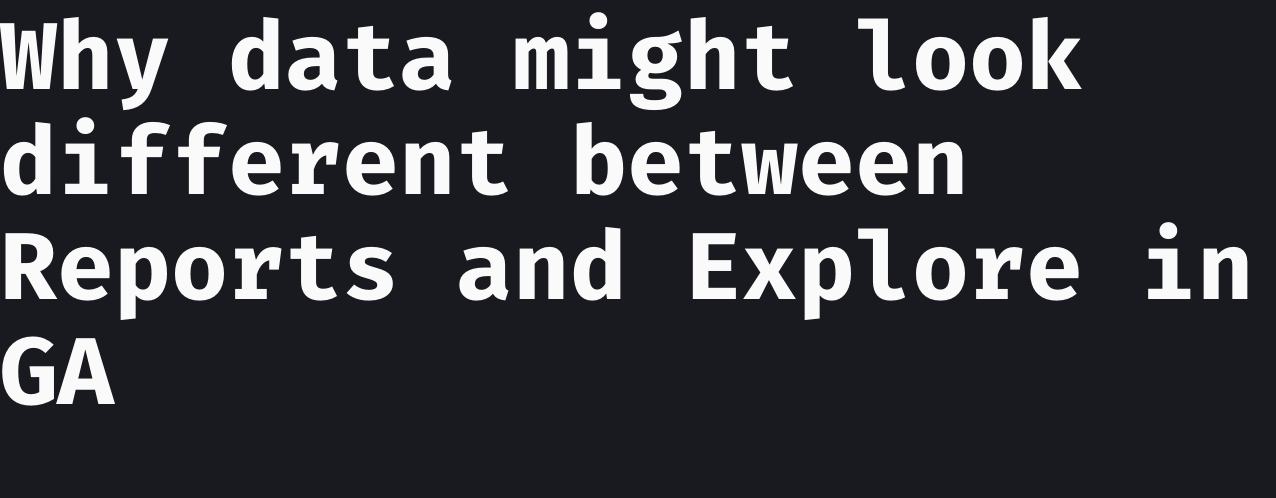 Why data might look
different between
Reports and Explore in
GA